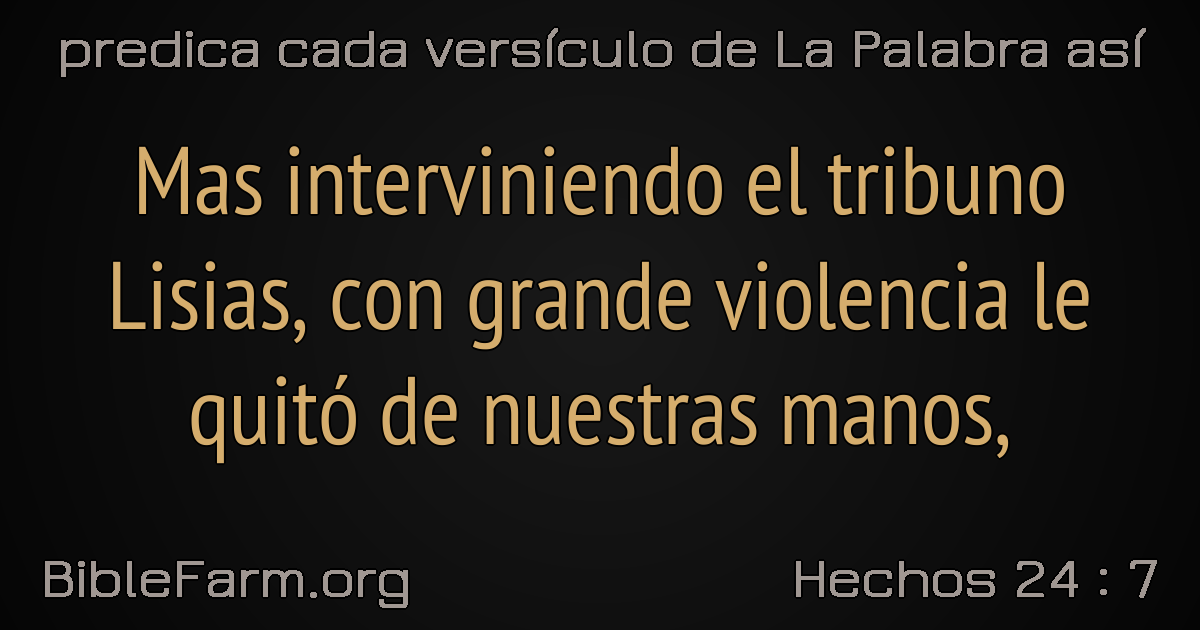 predica cada versículo de La Palabra así
Mas interviniendo el tribuno
Lisias, con grande violencia le
quitó de nuestras manos,
BibleFarm.org
Hechos 24 : 7